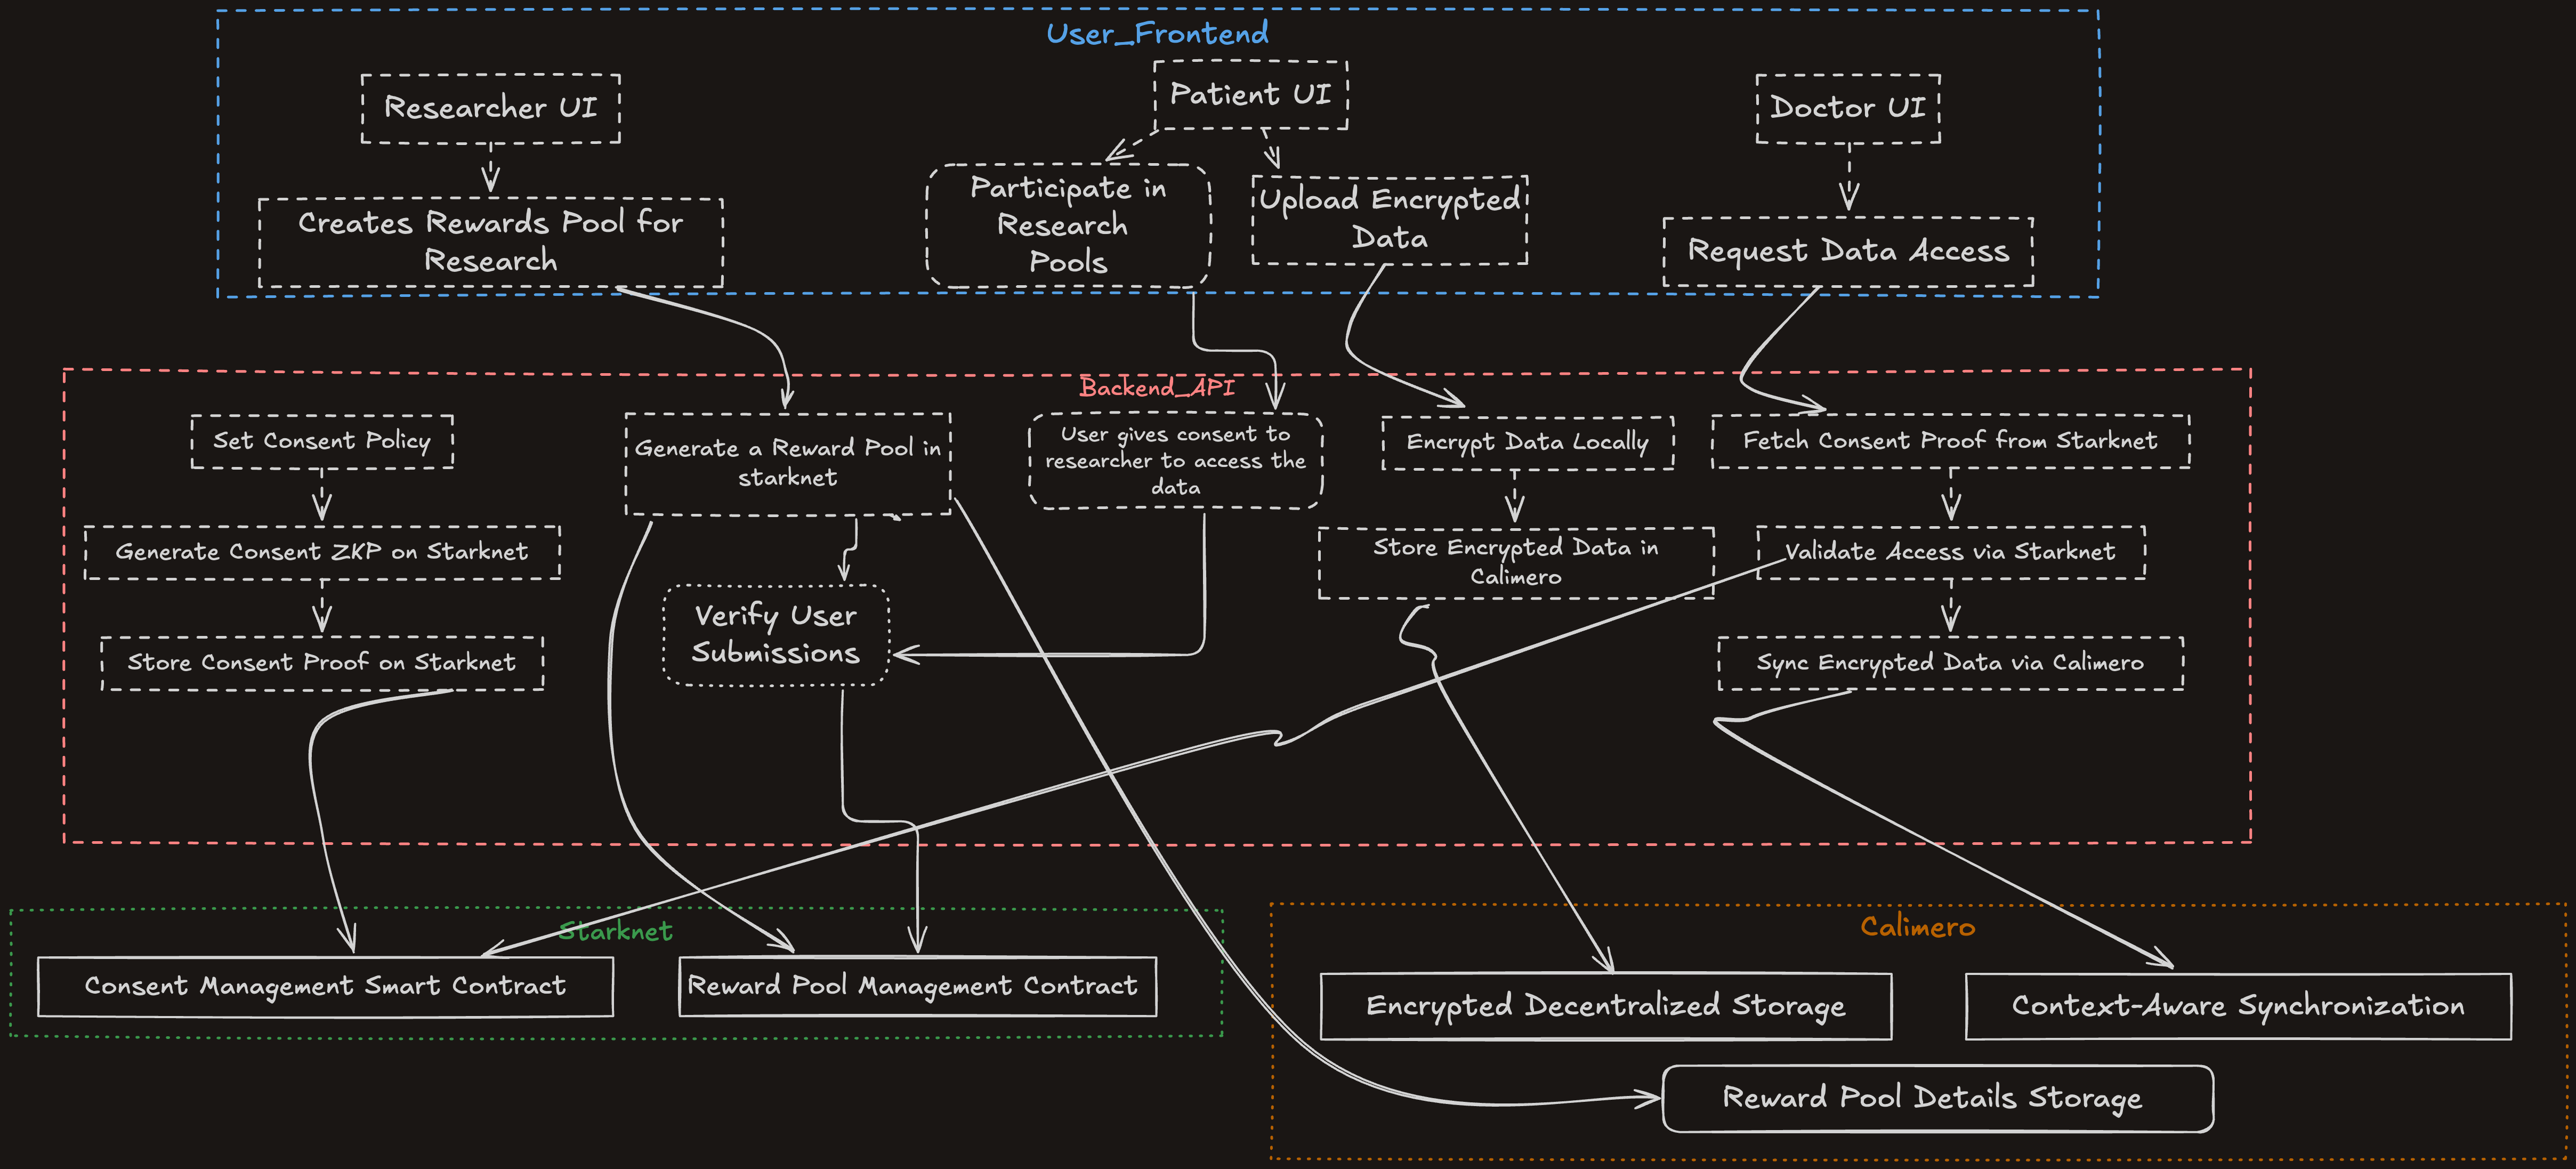 User_Frontend
Researcher UI
Patient UI
Doctor UI
Creates Rewards Pool for
Research
Participate in
Research
Pools
Upload Encrypted
Data
Request Data Access
Backend_API
Set Consent Policy
Generate a Reward Pool in
starknet
User gives consent to
researcher to access the
data
Encrypt Data Locally
Fetch Consent Proof from Starknet
Generate Consent ZKP on Starknet
Store Encrypted Data in
Calimero
Validate Access via Starknet
Verify User
Submissions
Store Consent Proof on Starknet
Sync Encrypted Data via Calimero
Starknet
Consent Management Smart Contract
Reward Pool Management Contract
Calimero
Encrypted Decentralized Storage
Context-Aware Synchronization
Reward Pool Details Storage